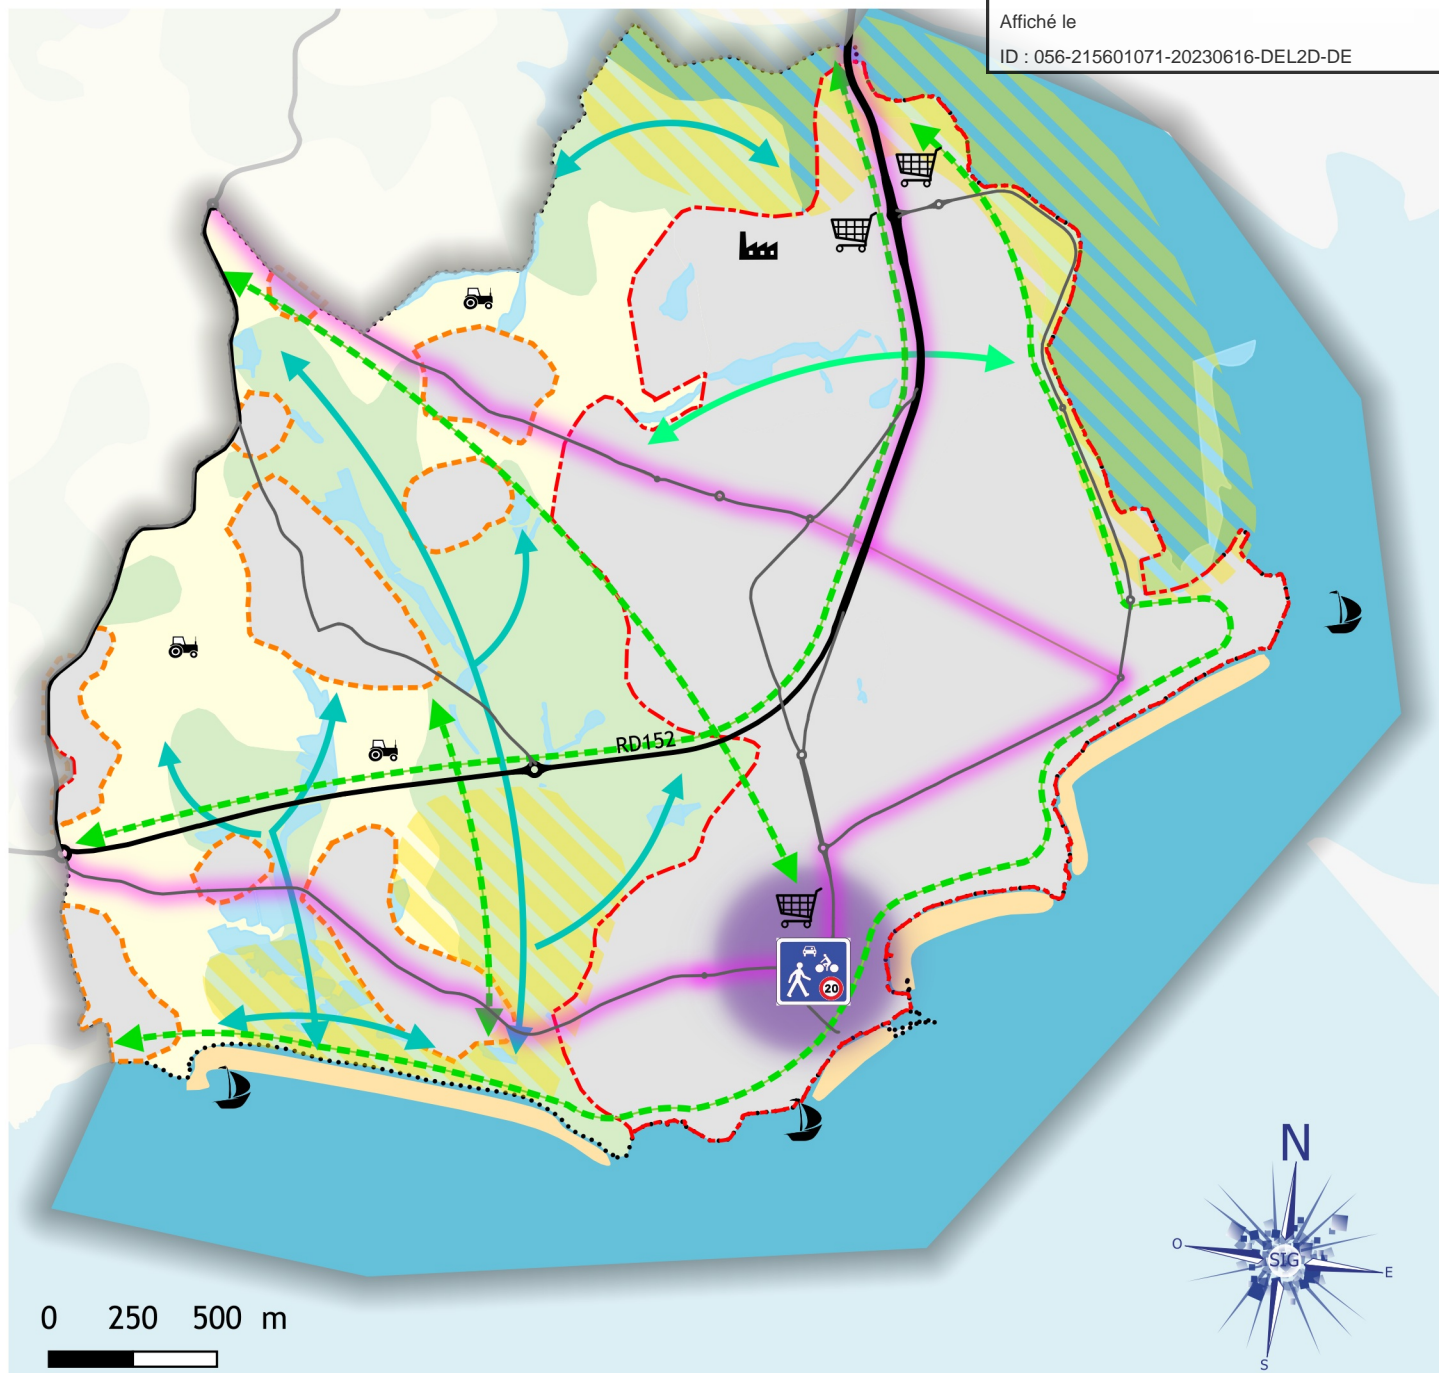 Affiché le
ID : 056-215601071-20230616-DEL2D-DE
RD152
20
N
O
SIG
E
S
0 250 500 m